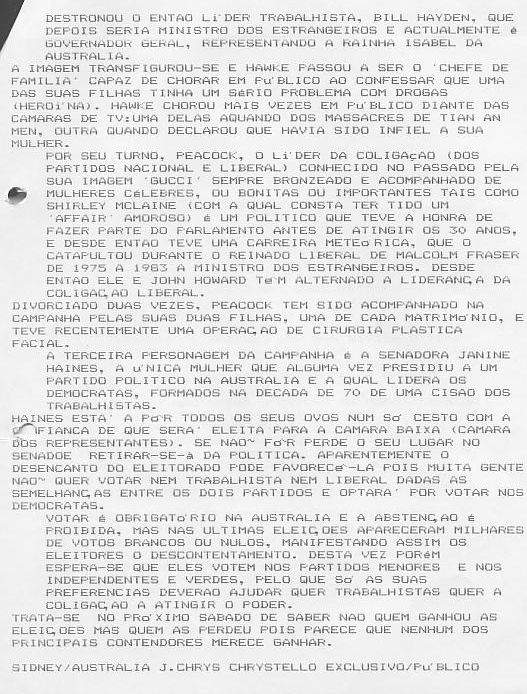 DESTRONOU O ENTAO Li´DER TRABALHISTA, BILL HAYDEN, QUE
DEPOIS SERIA MINISTRO DOS ESTRANGEIROS E ACTUALMENTE é
GOVERNADOR GERAL, REPRESENTANDO A RAINHA ISABEL DA
AUSTRALIA.
A IMAGEM TRANSFIGUROU-SE E HAWKE PASSOU A SER O ´CHEFE DE
FAMILIA´ CAPAZ DE CHORAR EM Pu´BLICO AO CONFESSAR QUE UMA
DAS SUAS FILHAS TINHA UM SéRIO PROBLEMA COM DROGAS
(HEROi´NA). HAWKE CHOROU MAIS VEZES EM Pu´BLICO DIANTE DAS
CAMARAS DE TV:UMA DELAS AQUANDO DOS MASSACRES DE TIAN AN
MEN, OUTRA QUANDO DECLAROU QUE HAVIA SIDO INFIEL A SUA
MULHER.
POR SEU TURNO, PEACOCK, O Li´DER DA COLIGAçAO (DOS
PARTIDOS NACIONAL E LIBERAL) CONHECIDO NO PASSADO PELA
SUA IMAGEM ´GUCCI´ SEMPRE BRONZEADO E ACOMPANHADO DE
MULHERES CéLEBRES, OU BONITAS OU IMPORTANTES TAIS COMO
SHIRLEY MCLAINE (COM A QUAL CONSTA TER TIDO UM
´AFFAIR´ AMOROSO) é UM POLITICO QUE TEVE A HONRA DE
FAZER PARTE DO PARLAMENTO ANTES DE ATINGIR OS 30 ANOS,
E DESDE ENTAO TEVE UMA CARREIRA METEo´RICA, QUE O
CATAPULTOU DURANTE O REINADO LIBERAL DE MALCOLM FRASER
DE 1975 A 1983 A MINISTRO DOS ESTRANGEIROS. DESDE
ENTAO ELE E JOHN HOWARD Te^M ALTERNADO A LIDERANÇA DA
COLIGAÇAO LIBERAL.
DIVORCIADO DUAS VEZES, PEACOCK TEM SIDO ACOMPANHADO NA
CAMPANHA PELAS SUAS DUAS FILHAS, UMA DE CADA MATRIMo´NIO, E
TEVE RECENTEMENTE UMA OPERAÇAO DE CIRURGIA PLASTICA
FACIAL.
A TERCEIRA PERSONAGEM DA CAMPANHA é A SENADORA JANINE
HAINES, A u´NICA MULHER QUE ALGUMA VEZ PRESIDIU A UM
PARTIDO POLITICO NA AUSTRALIA E A QUAL LIDERA OS
DEMOCRATAS, FORMADOS NA DECADA DE 70 DE UMA CISAO DOS
TRABALHISTAS.
HAINES ESTA´ A Po^R TODOS OS SEUS OVOS NUM So´ CESTO COM A
FIANCA DE QUE SERA´ ELEITA PARA A CAMARA BAIXA (CAMARA
DOS REPRESENTANTES). SE NAO~ Fo^R PERDE O SEU LUGAR NO
SENADOE RETIRAR-SE-à DA POLITICA. APARENTEMENTE O
DESENCANTO DO ELEITORADO PODE FAVORECe^-LA POIS MUITA GENTE
NAO~ QUER VOTAR NEM TRABALHISTA NEM LIBERAL DADAS AS
SEMELHANÇAS ENTRE OS DOIS PARTIDOS E OPTARA´ POR VOTAR NOS
DEMOCRATAS.
VOTAR é OBRIGATo´RIO NA AUSTRALIA E A ABSTENÇAO é
PROIBIDA, MAS NAS ULTIMAS ELEIÇOES APARECERAM MILHARES
DE VOTOS BRANCOS OU NULOS, MANIFESTANDO ASSIM OS
ELEITORES O DESCONTENTAMENTO. DESTA VEZ PORéM
ESPERA-SE QUE ELES VOTEM NOS PARTIDOS MENORES E NOS
INDEPENDENTES E VERDES, PELO QUE So´ AS SUAS
PREFERENCIAS DEVERAO AJUDAR QUER TRABALHISTAS QUER A
COLIGAÇAO A ATINGIR O PODER.
TRATA-SE NO PRo´XIMO SABADO DE SABER NAO QUEM GANHOU AS
ELEIÇOES MAS QUEM AS PERDEU POIS PARECE QUE NENHUM DOS
PRINCIPAIS CONTENDORES MERECE GANHAR.
SIDNEY/AUSTRALIA J.CHRYS CHRYSTELLO EXCLUSIVO/Pu´BLICO